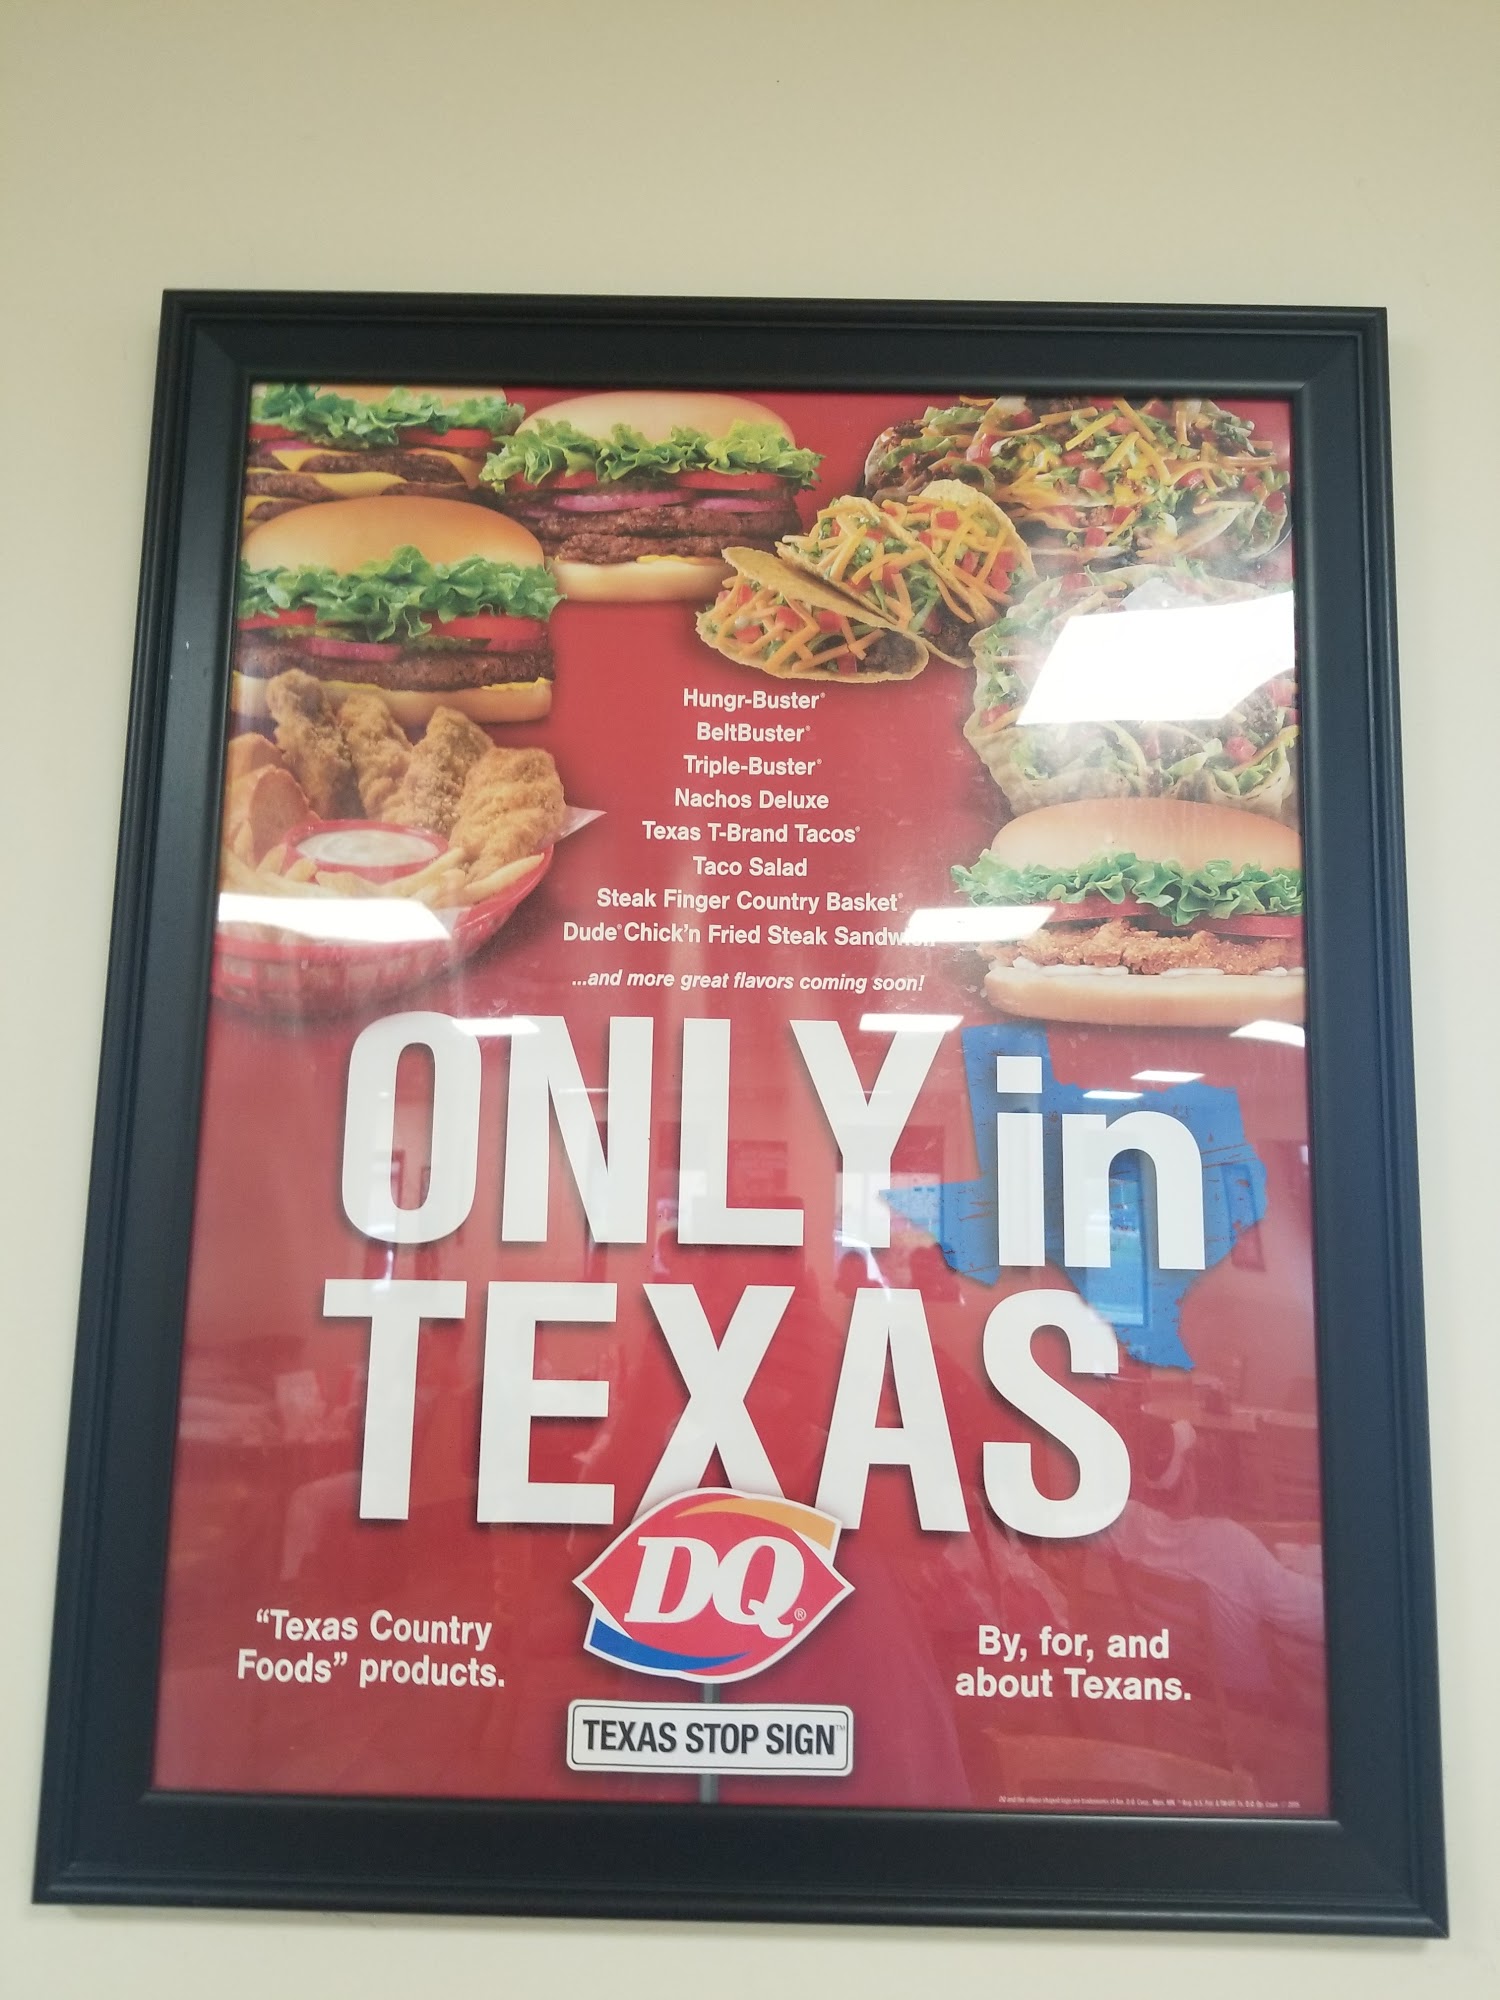 Hungr-Buster®
BeltBuster®
Triple-Buster®
Nachos Deluxe
Texas T-Brand Tacos®
Taco Salad
Steak Finger Country Basket®
Dude® Chick'n Fried Steak Sandwich
...and more great flavors coming soon!
ONLY in
TEXAS
DQ®
"Texas Country
Foods" products.
By, for, and
about Texans.
TEXAS STOP SIGN™